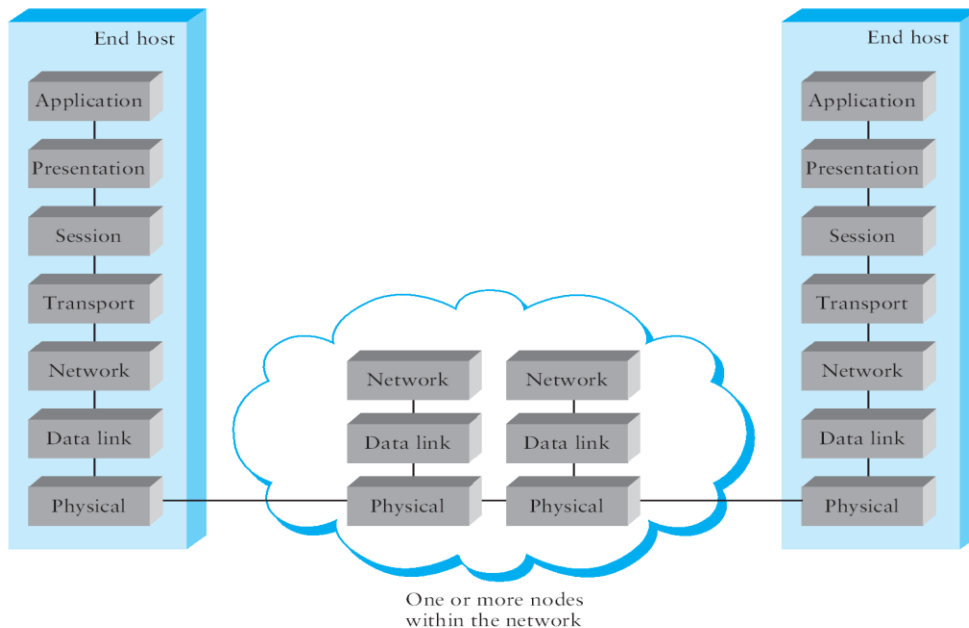 End host
Application
Presentation
Session
Transport
Network
Data link
Physical
Network
Data link
Physical
Network
Data link
Physical
One or more nodes
within the network
End host
Application
Presentation
Session
Transport
Network
Data link
Physical